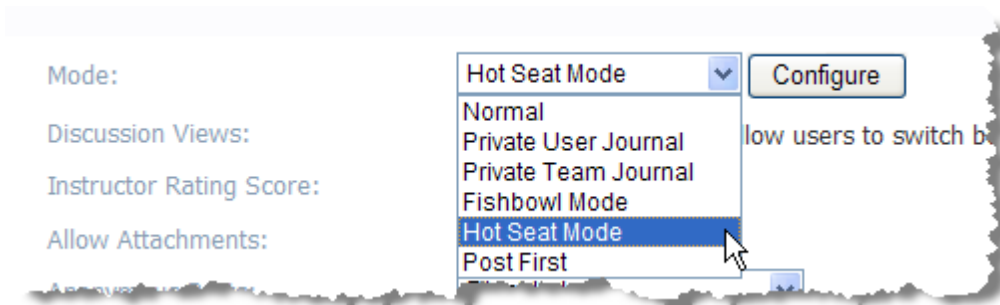 Mode: Hot Seat Mode Configure
Normal
Discussion Views: Private User Journal low users to switch
Private Team Journal
Instructor Rating Score:
Fishbowl Mode
Allow Attachments: Hot Seat Mode
Post First